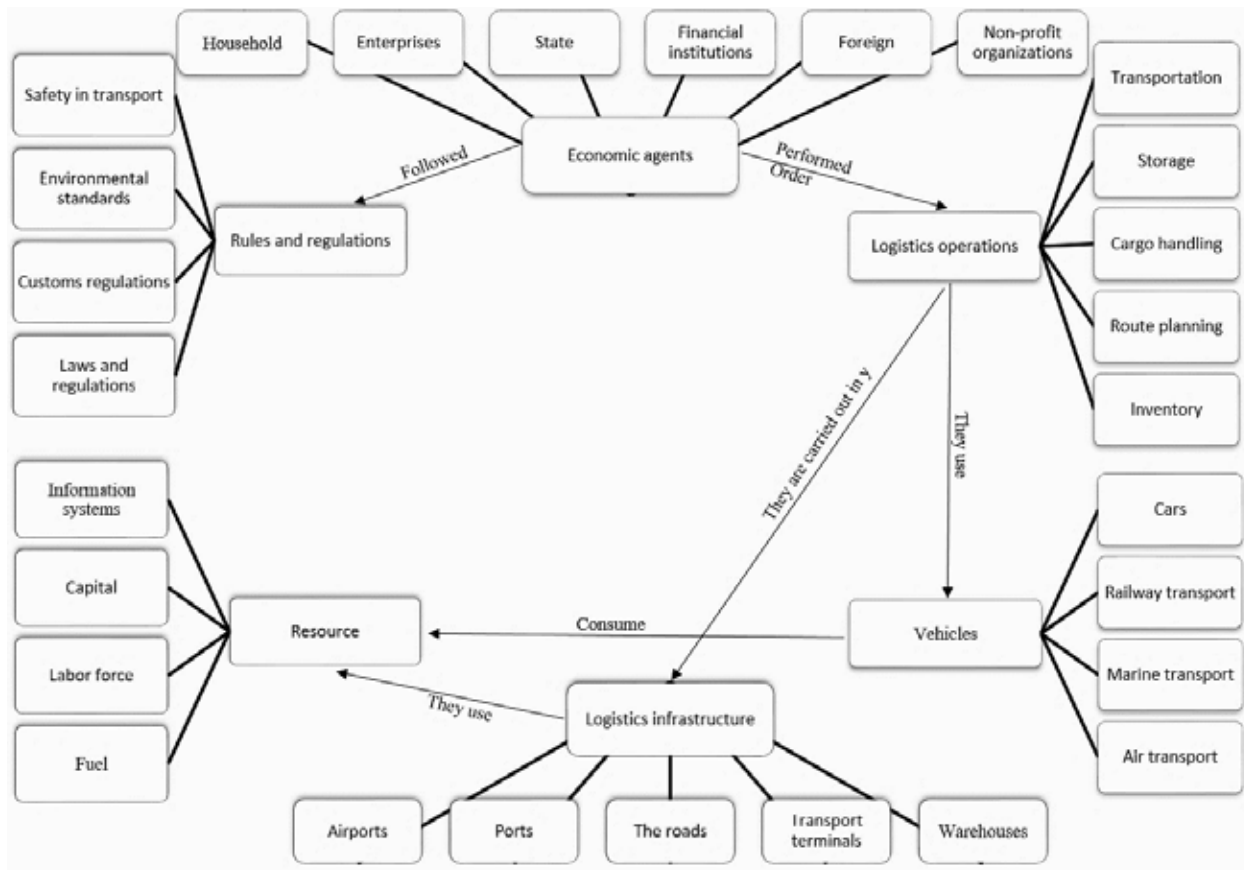 Household
Enterprises
State
Financial
institutions
Foreign
Non-profit
organizations
Safety in transport
Environmental
standards
Customs regulations
Laws and
regulations
Rules and regulations
Followed
Economic agents
Performed
Order
Logistics operations
Transportation
Storage
Cargo handling
Route planning
Inventory
They are carried out in y
They use
Information
systems
Capital
Labor force
Fuel
Resource
Consume
Vehicles
Cars
Railway transport
Marine transport
Air transport
They use
Logistics infrastructure
Airports
Ports
The roads
Transport
terminals
Warehouses